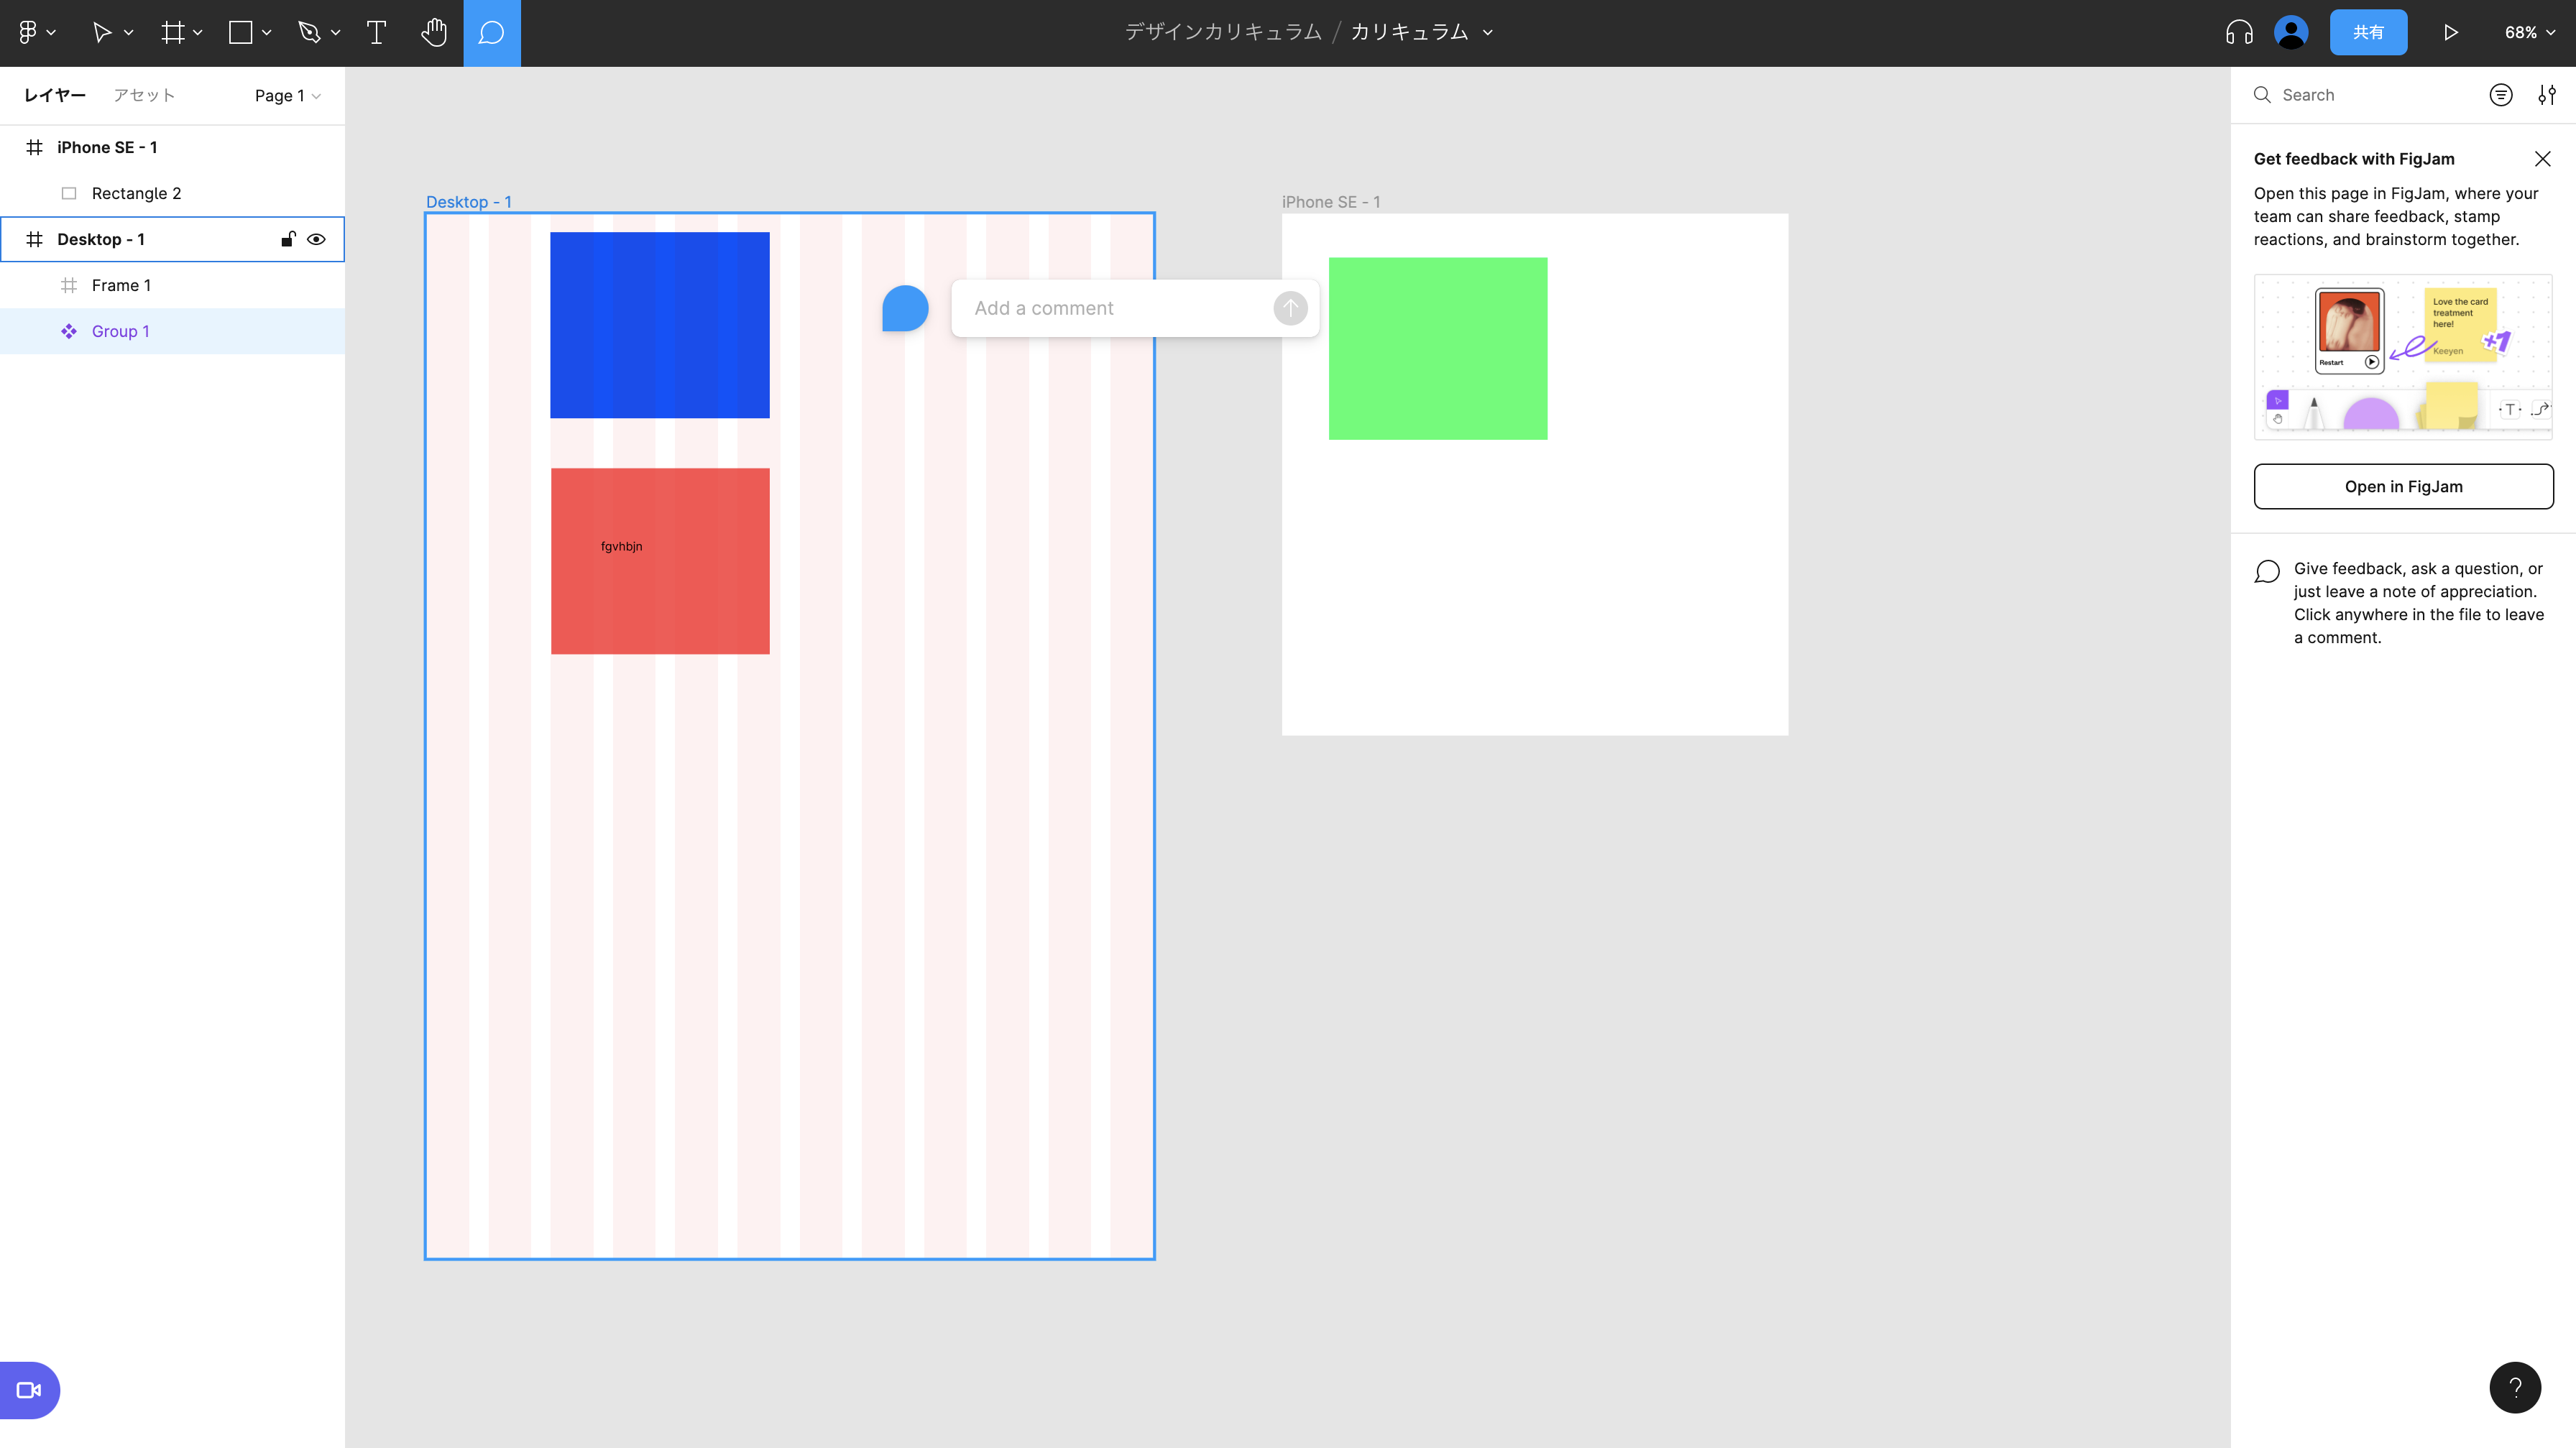 デザインカリキュラム / カリキュラム
共有
68%
レイヤー
アセット
Page 1
iPhone SE - 1
Rectangle 2
Desktop - 1
Frame 1
Group 1
Desktop - 1
fgvhbjn
Add a comment
iPhone SE - 1
Search
Get feedback with FigJam
Open this page in FigJam, where your
team can share feedback, stamp
reactions, and brainstorm together.
Love the card
treatment
here!
Keeyen
+1
Restart
T
Open in FigJam
Give feedback, ask a question, or
just leave a note of appreciation.
Click anywhere in the file to leave
a comment.
?